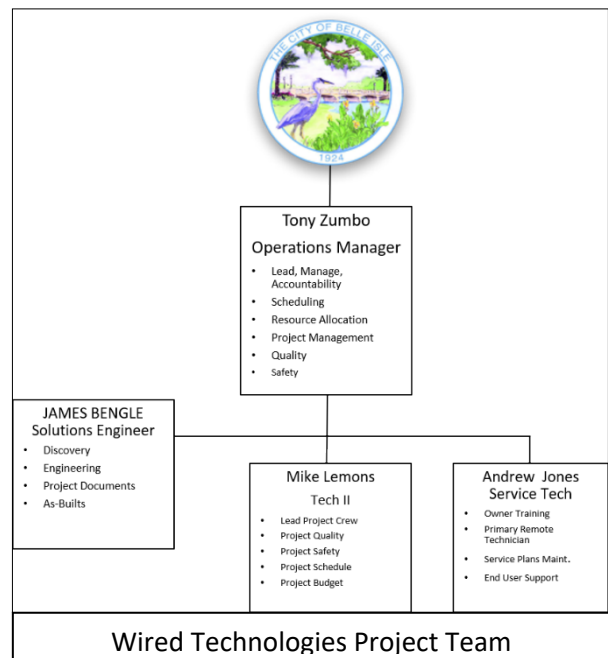 THE CITY OF BELLE ISLE
1924
Tony Zumbo
Operations Manager
• Lead, Manage,
Accountability
• Scheduling
• Resource Allocation
• Project Management
• Quality
• Safety
JAMES BENGLE
Solutions Engineer
• Discovery
• Engineering
• Project Documents
• As-Builts
Mike Lemons
Tech II
• Lead Project Crew
• Project Quality
• Project Safety
• Project Schedule
• Project Budget
Andrew Jones
Service Tech
• Owner Training
• Primary Remote
Technician
• Service Plans Maint.
• End User Support
Wired Technologies Project Team